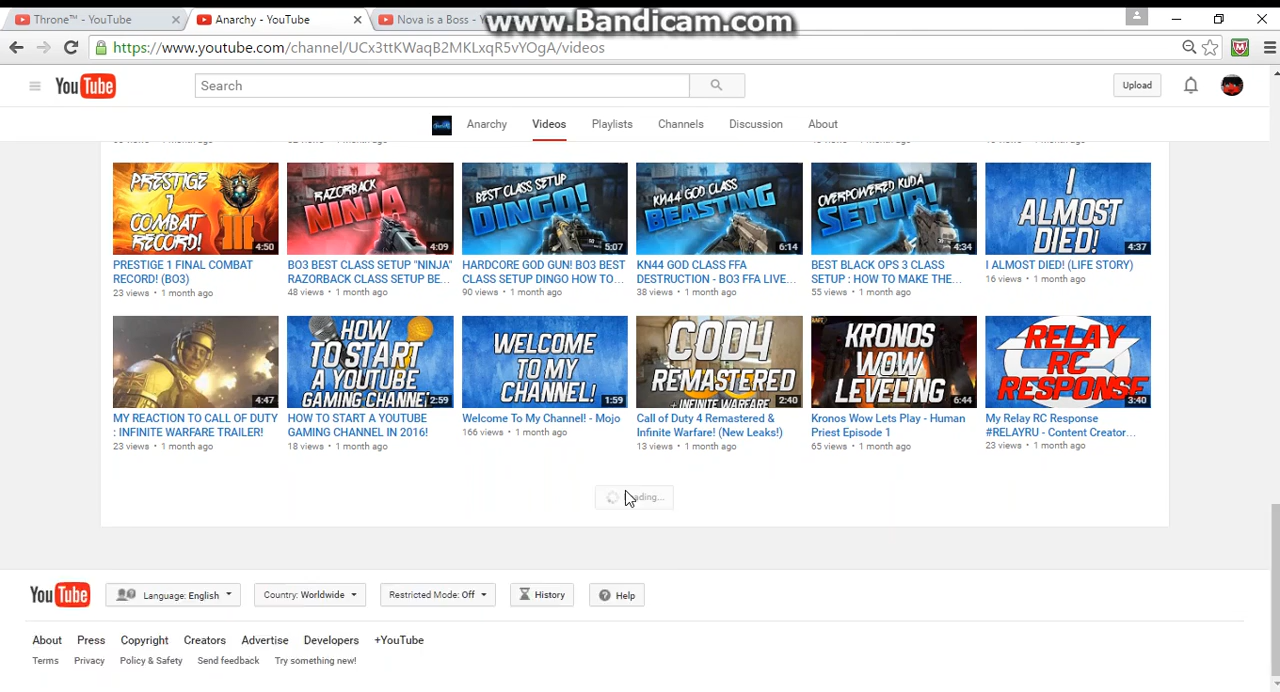 Throne™ - YouTube
Anarchy - YouTube
Nova is a Boss - Y
www.Bandicam.com
https://www.youtube.com/channel/UCx3ttKWaqB2MKLxqR5vYOgA/videos
YouTube
Search
Upload
Anarchy
Videos
Playlists
Channels
Discussion
About
PRESTIGE 1 COMBAT RECORD!
4:50
RAZORBACK NINJA
4:09
BEST CLASS SETUP DINGO!
5:07
KN44 GOD CLASS BEASTING
6:14
OVERPOWERED KUDA SETUP!
4:34
I ALMOST DIED!
4:37
PRESTIGE 1 FINAL COMBAT
RECORD! (BO3)
23 views • 1 month ago
BO3 BEST CLASS SETUP "NINJA"
RAZORBACK CLASS SETUP BE...
48 views • 1 month ago
HARDCORE GOD GUN! BO3 BEST
CLASS SETUP DINGO HOW TO...
90 views • 1 month ago
KN44 GOD CLASS FFA
DESTRUCTION - BO3 FFA LIVE...
38 views • 1 month ago
BEST BLACK OPS 3 CLASS
SETUP : HOW TO MAKE THE...
55 views • 1 month ago
I ALMOST DIED! (LIFE STORY)
16 views • 1 month ago
4:47
HOW TO START A YOUTUBE GAMING CHANNEL
2:59
WELCOME TO MY CHANNEL!
1:59
COD4 REMASTERED + INFINITE WARFARE
2:40
KRONOS WOW LEVELING
6:44
RELAY RC RESPONSE
3:40
MY REACTION TO CALL OF DUTY
: INFINITE WARFARE TRAILER!
23 views • 1 month ago
HOW TO START A YOUTUBE
GAMING CHANNEL IN 2016!
18 views • 1 month ago
Welcome To My Channel! - Mojo
166 views • 1 month ago
Call of Duty 4 Remastered &
Infinite Warfare! (New Leaks!)
13 views • 1 month ago
Kronos Wow Lets Play - Human
Priest Episode 1
65 views • 1 month ago
My Relay RC Response
#RELAYRU - Content Creator...
23 views • 1 month ago
YouTube
Language: English
Country: Worldwide
Restricted Mode: Off
History
Help
About
Press
Copyright
Creators
Advertise
Developers
+YouTube
Terms
Privacy
Policy & Safety
Send feedback
Try something new!